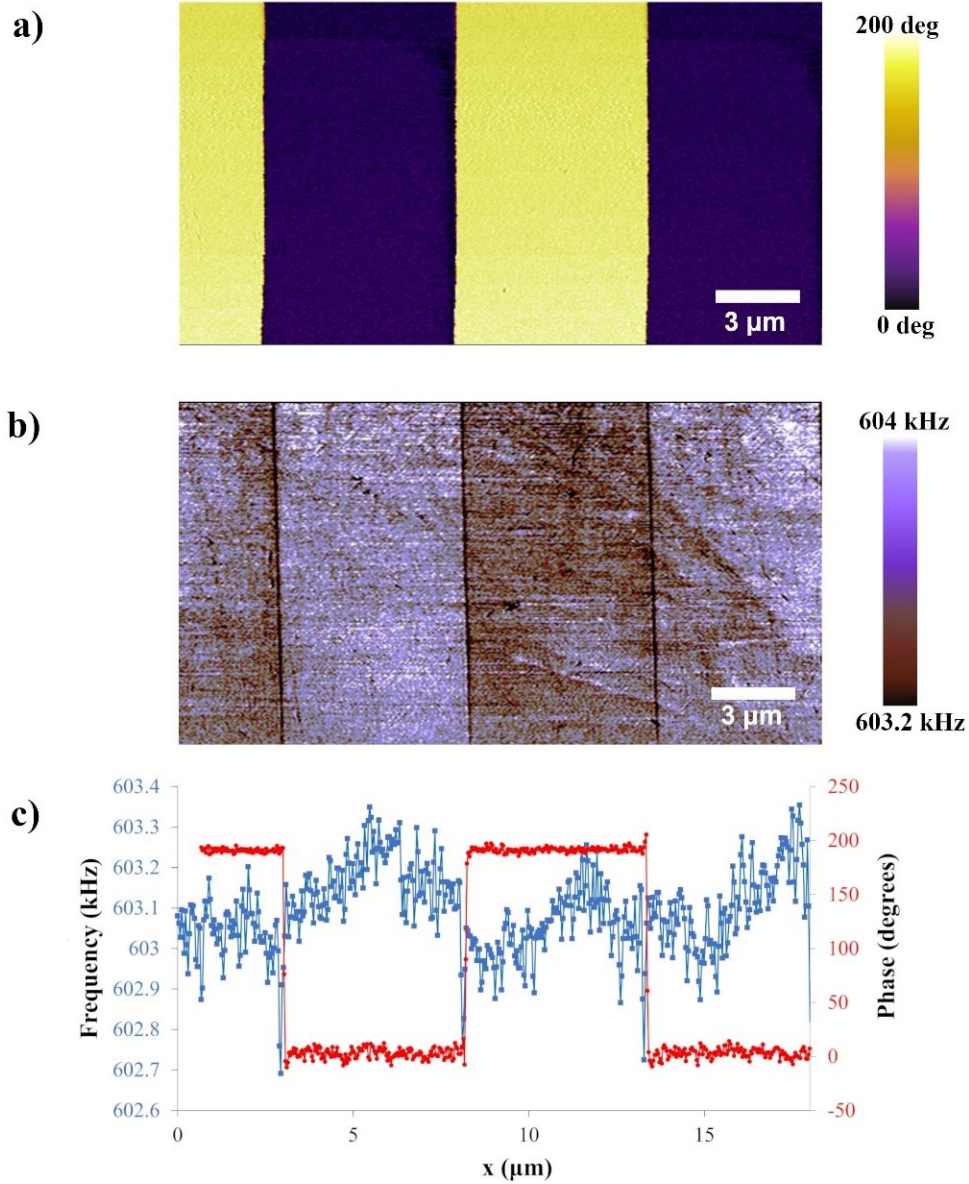 a)
200 deg
3 µm
0 deg
b)
604 kHz
3 µm
603.2 kHz
c)
603.4
603.3
603.2
603.1
603
602.9
602.8
602.7
602.6
Frequency (kHz)
250
200
150
100
50
0
-50
Phase (degrees)
0
5
10
15
x (µm)